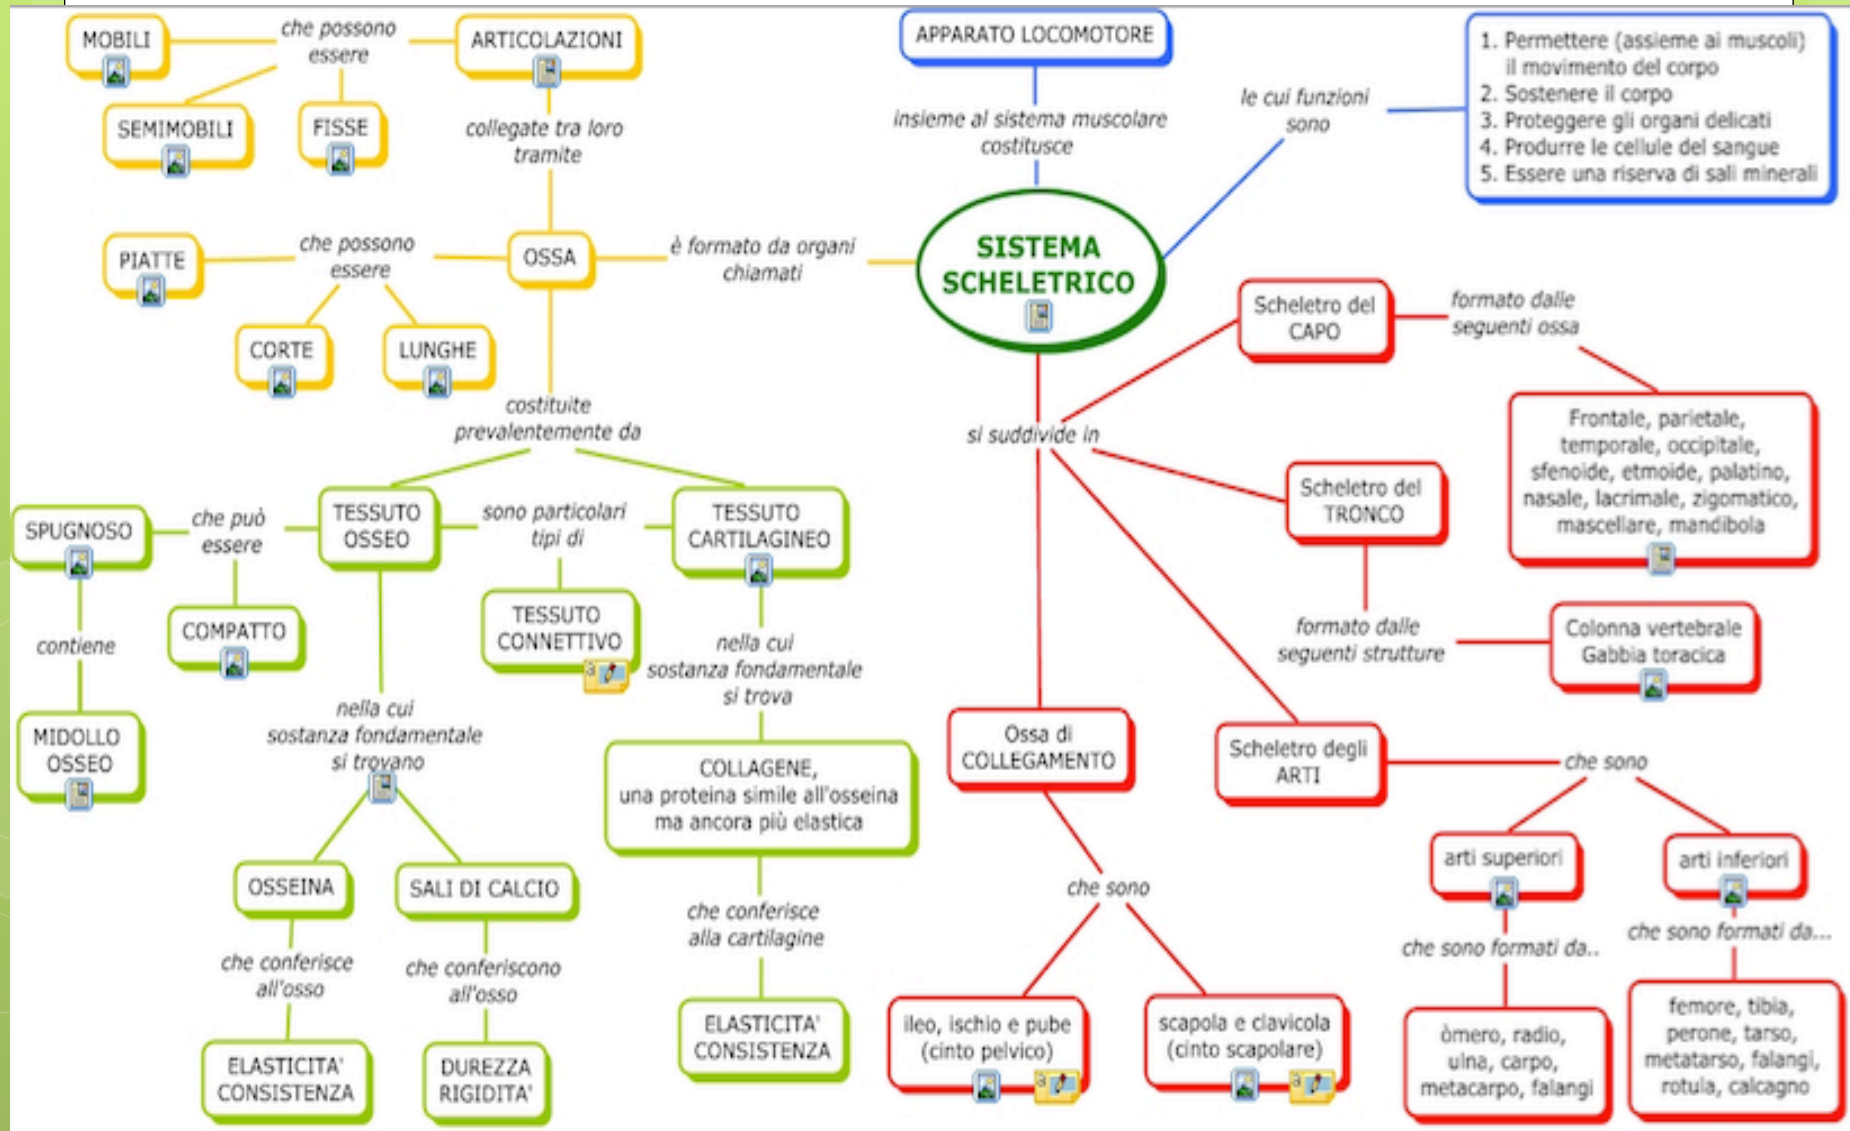 MOBILI
che possono
essere
ARTICOLAZIONI
SEMIMOBILI
FISSE
collegate tra loro
tramite
APPARATO LOCOMOTORE
insieme al sistema muscolare
costitusce
le cui funzioni
sono
1. Permettere (assieme ai muscoli)
il movimento del corpo
2. Sostenere il corpo
3. Proteggere gli organi delicati
4. Produrre le cellule del sangue
5. Essere una riserva di sali minerali
PIATTE
che possono
essere
OSSA
è formato da organi
chiamati
SISTEMA
SCHELETRICO
CORTE
LUNGHE
costituite
prevalentemente da
si suddivide in
Scheletro del
CAPO
formato dalle
seguenti ossa
Frontale, parietale,
temporale, occipitale,
sfenoide, etmoide, palatino,
nasale, lacrimale, zigomatico,
mascellare, mandibola
Scheletro del
TRONCO
formato dalle
seguenti strutture
Colonna vertebrale
Gabbia toracica
SPUGNOSO
che può
essere
TESSUTO
OSSEO
sono particolari
tipi di
TESSUTO
CARTILAGINEO
COMPATTO
TESSUTO
CONNETTIVO
a
contiene
MIDOLLO
OSSEO
nella cui
sostanza fondamentale
si trovano
nella cui
sostanza fondamentale
si trova
COLLAGENE,
una proteina simile all'osseina
ma ancora più elastica
OSSEINA
SALI DI CALCIO
che conferisce
all'osso
che conferiscono
all'osso
che conferisce
alla cartilagine
ELASTICITA'
CONSISTENZA
DUREZZA
RIGIDITA'
ELASTICITA'
CONSISTENZA
Ossa di
COLLEGAMENTO
che sono
ileo, ischio e pube
(cinto pelvico)
a
scapola e clavicola
(cinto scapolare)
a
Scheletro degli
ARTI
che sono
arti superiori
arti inferiori
che sono formati da..
che sono formati da...
òmero, radio,
ulna, carpo,
metacarpo, falangi
femore, tibia,
perone, tarso,
metatarso, falangi,
rotula, calcagno